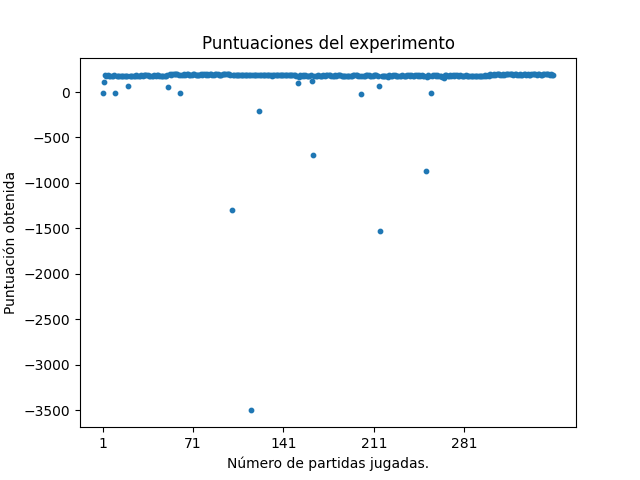 Puntuaciones del experimento
Puntuación obtenida
0
−500
−1000
−1500
−2000
−2500
−3000
−3500
1 71 141 211 281
Número de partidas jugadas.